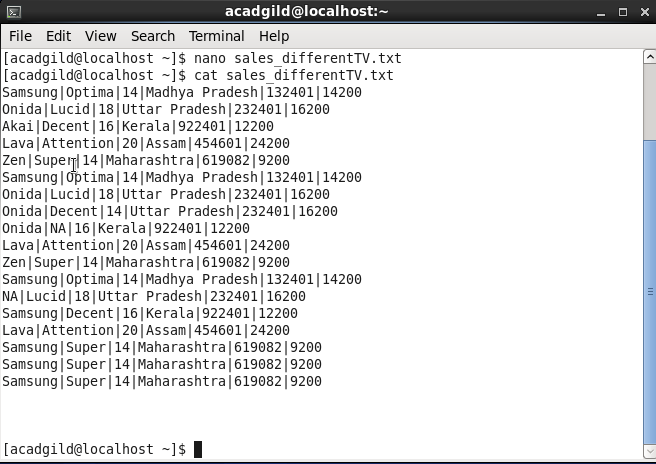 acadgild@localhost:~
File Edit View Search Terminal Help
[acadgild@localhost ~]$ nano sales_differentTV.txt
[acadgild@localhost ~]$ cat sales_differentTV.txt
Samsung|Optima|14|Madhya Pradesh|132401|14200
Onida|Lucid|18|Uttar Pradesh|232401|16200
Akai|Decent|16|Kerala|922401|12200
Lava|Attention|20|Assam|454601|24200
Zen|Super|14|Maharashtra|619082|9200
Samsung|Optima|14|Madhya Pradesh|132401|14200
Onida|Lucid|18|Uttar Pradesh|232401|16200
Onida|Decent|14|Uttar Pradesh|232401|16200
Onida|NA|16|Kerala|922401|12200
Lava|Attention|20|Assam|454601|24200
Zen|Super|14|Maharashtra|619082|9200
Samsung|Optima|14|Madhya Pradesh|132401|14200
NA|Lucid|18|Uttar Pradesh|232401|16200
Samsung|Decent|16|Kerala|922401|12200
Lava|Attention|20|Assam|454601|24200
Samsung|Super|14|Maharashtra|619082|9200
Samsung|Super|14|Maharashtra|619082|9200
Samsung|Super|14|Maharashtra|619082|9200
[acadgild@localhost ~]$